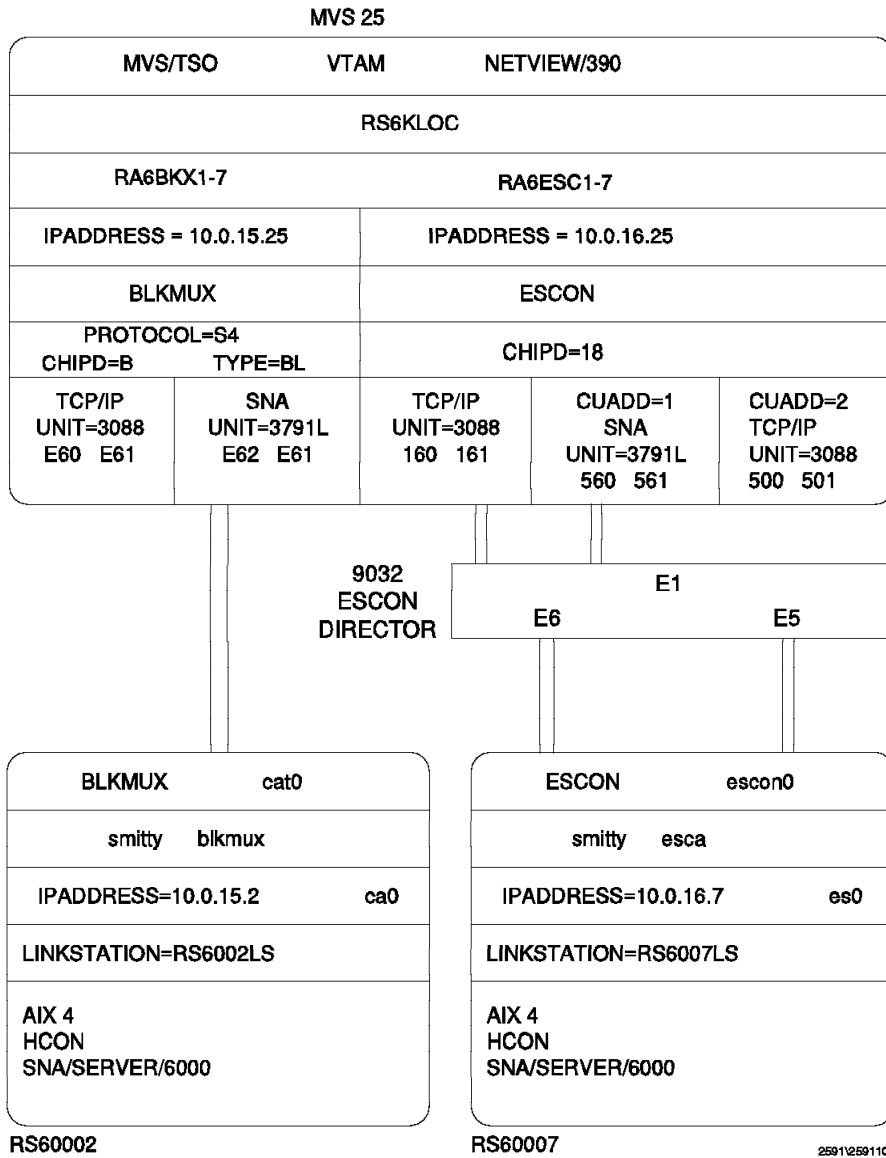 MVS 25
MVS/TSO VTAM NETVIEW/390
RS6KLOC
RA6BKX1-7 RA6ESC1-7
IPADDRESS = 10.0.15.25 IPADDRESS = 10.0.16.25
BLKMUX ESCON
PROTOCOL=S4
CHIPD=B TYPE=BL
CHIPD=18
TCP/IP
UNIT=3088
E60 E61
SNA
UNIT=3791L
E62 E61
TCP/IP
UNIT=3088
160 161
CUADD=1
SNA
UNIT=3791L
560 561
CUADD=2
TCP/IP
UNIT=3088
500 501
9032
ESCON
DIRECTOR
E1
E6 E5
BLKMUX cat0
smitty blkmux
IPADDRESS=10.0.15.2 ca0
LINKSTATION=RS6002LS
AIX 4
HCON
SNA/SERVER/6000
RS60002
ESCON escon0
smitty esca
IPADDRESS=10.0.16.7 es0
LINKSTATION=RS6007LS
AIX 4
HCON
SNA/SERVER/6000
RS60007
2591\259110